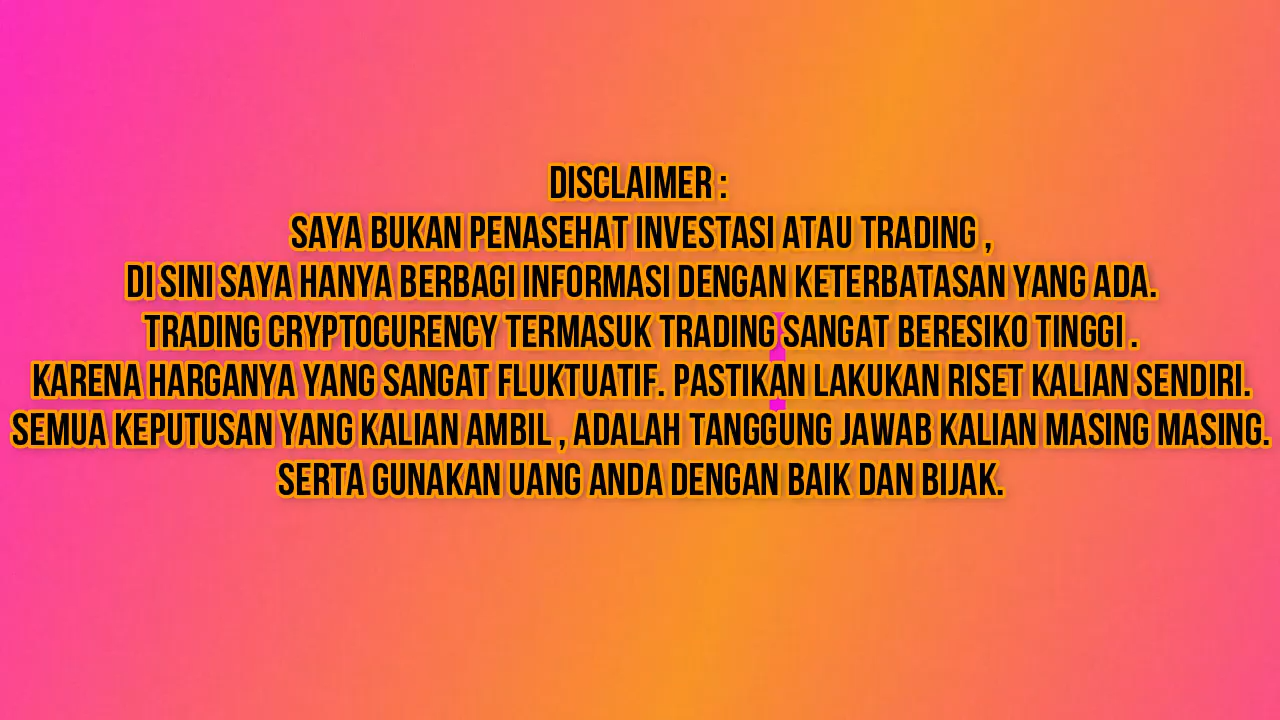 DISCLAIMER :
SAYA BUKAN PENASEHAT INVESTASI ATAU TRADING ,
DI SINI SAYA HANYA BERBAGI INFORMASI DENGAN KETERBATASAN YANG ADA.
TRADING CRYPTOCURENCY TERMASUK TRADING SANGAT BERESIKO TINGGI .
KARENA HARGANYA YANG SANGAT FLUKTUATIF. PASTIKAN LAKUKAN RISET KALIAN SENDIRI.
SEMUA KEPUTUSAN YANG KALIAN AMBIL , ADALAH TANGGUNG JAWAB KALIAN MASING MASING.
SERTA GUNAKAN UANG ANDA DENGAN BAIK DAN BIJAK.